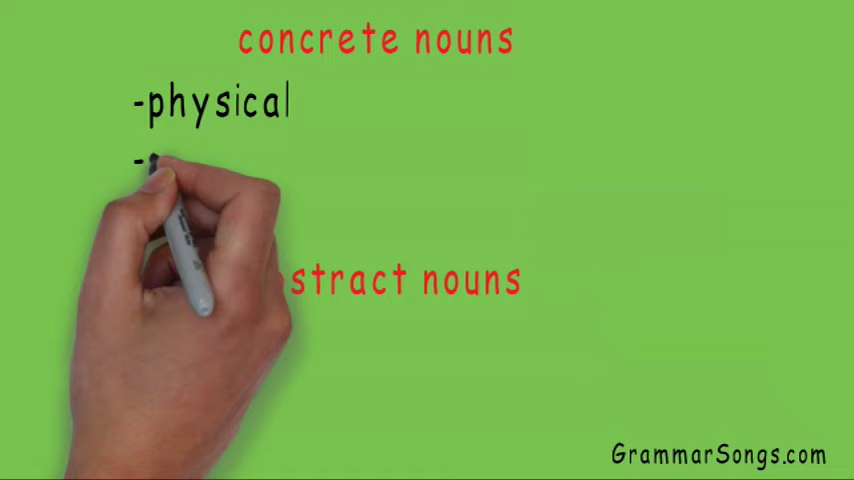 concrete nouns
-physical
-
stract nouns
GrammarSongs.com